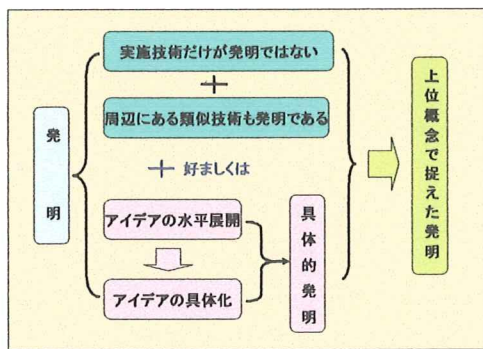 発明
実施技術だけが発明ではない
＋
周辺にある類似技術も発明である
＋ 好ましくは
アイデアの水平展開
アイデアの具体化
具体的発明
上位概念で捉えた発明